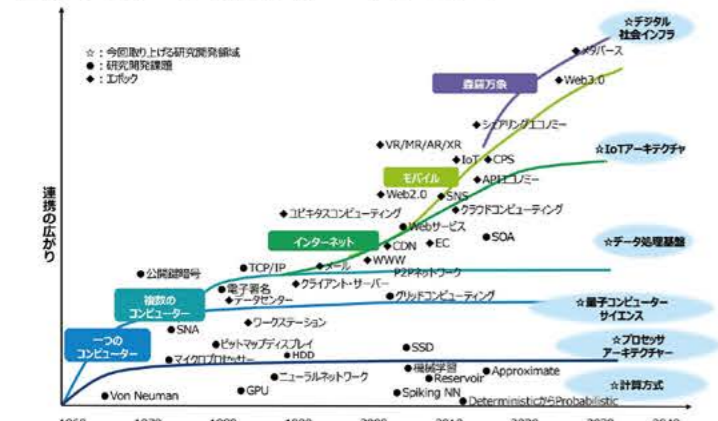 ☆デジタル
社会インフラ
☆：今回取り上げる研究開発領域
●：研究開発課題
◆：エポック
◆メタバース
森羅万象
◆Web3.0
◆シェアリングエコノミー
◆VR/MR/AR/XR
◆IoT ◆CPS
☆IoTアーキテクチャ
モバイル
◆APIエコノミー
◆Web2.0
◆SNS
連携の広がり
◆ユビキタスコンピューティング
◆クラウドコンピューティング
●Webサービス
●SOA
インターネット
◆CDN
◆EC
☆データ処理基盤
◆WWW
●公開鍵暗号
●TCP/IP
◆メール
P2Pネットワーク
◆クライアント・サーバー
●電子署名
◆データセンター
●グリッドコンピューティング
複数の
コンピューター
☆量子コンピューター
サイエンス
●SNA
◆ワークステーション
一つの
コンピューター
●ビットマップディスプレイ
●SSD
☆プロセッサ
アーキテクチャー
●マイクロプロセッサー
●HDD
●機械学習
●Approximate
●ニューラルネットワーク
●Reservoir
☆計算方式
●Von Neuman
●GPU
●Spiking NN
●DeterministicからProbabilistic